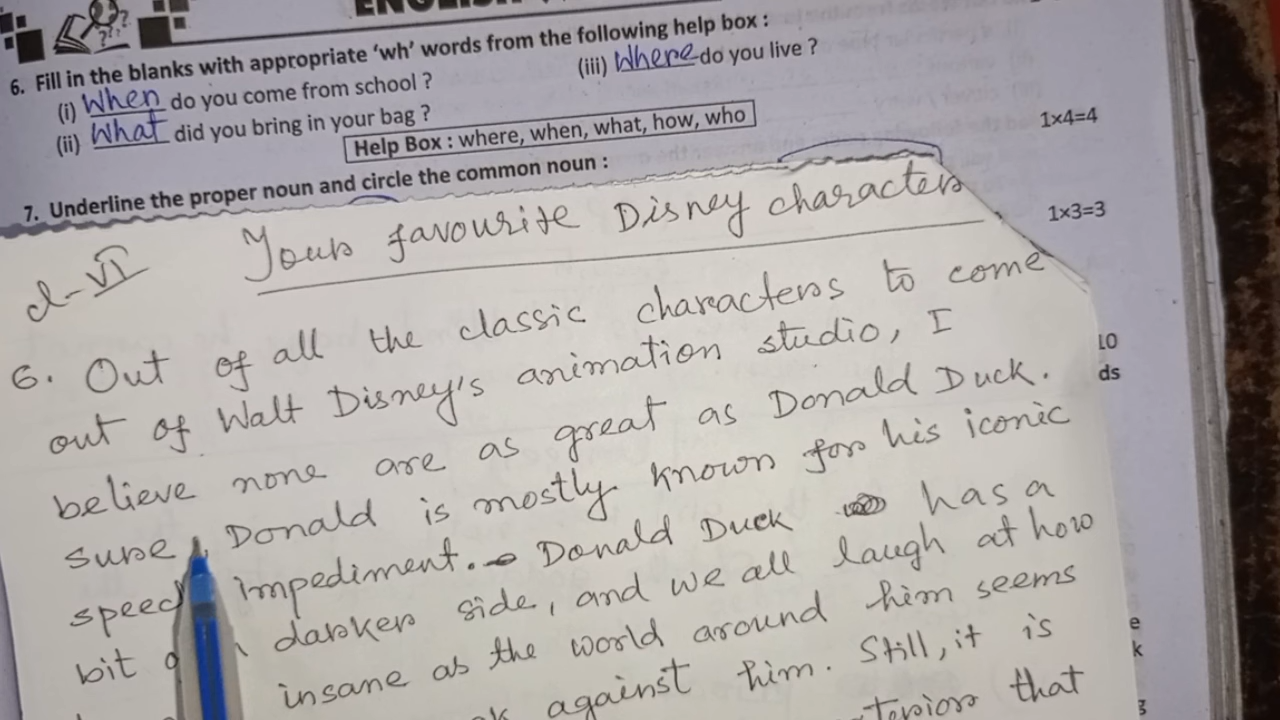 ENGLISH
6. Fill in the blanks with appropriate 'wh' words from the following help box :
(i) When do you come from school ?
(iii) Where do you live ?
(ii) What did you bring in your bag ?
Help Box : where, when, what, how, who
1x4=4
7. Underline the proper noun and circle the common noun :
1x3=3
cl-VI
Your favourite Disney character
6. Out of all the classic characters to come
out of Walt Disney's animation studio, I
believe none are as great as Donald Duck.
Sure, Donald is mostly known for his iconic
speech impediment. Donald Duck has a
bit darker side, and we all laugh at how
insane as the world around him seems
against him. Still, it is
that
10
ds
e
k